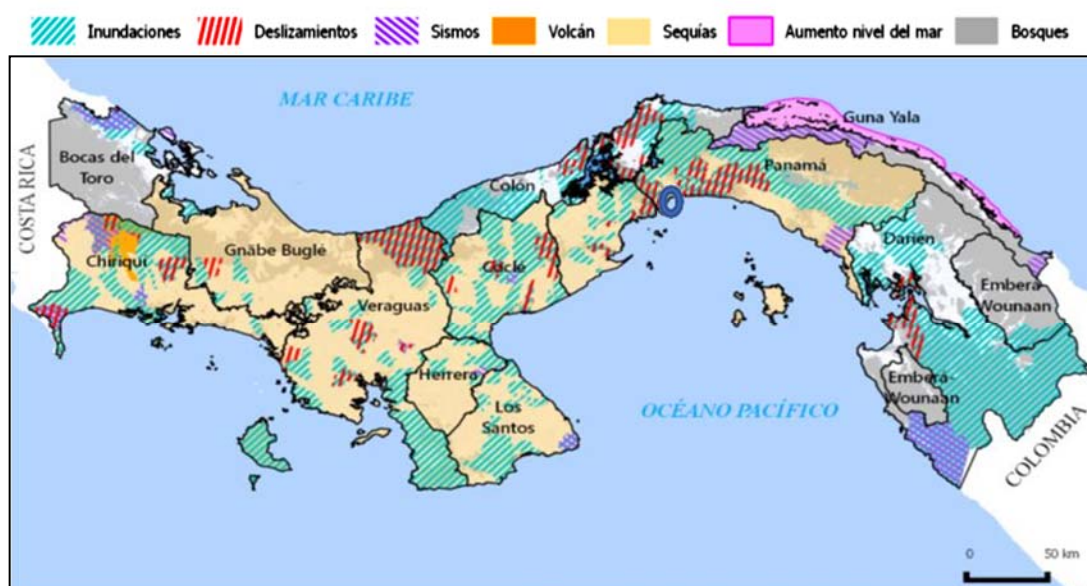 Inundaciones Deslizamientos Sismos Volcán Sequías Aumento nivel del mar Bosques
MAR CARIBE
Guna Yala
COSTA RICA
Bocas del
Toro
Colón
Panamá
Gnäbe Buglé
Chiriquí
Coclé
Darién
Veraguas
Emberá
Wounaan
Herrera
Emberá-
Wounaan
Los
Santos
OCÉANO PACÍFICO
COLOMBIA
0 50 km